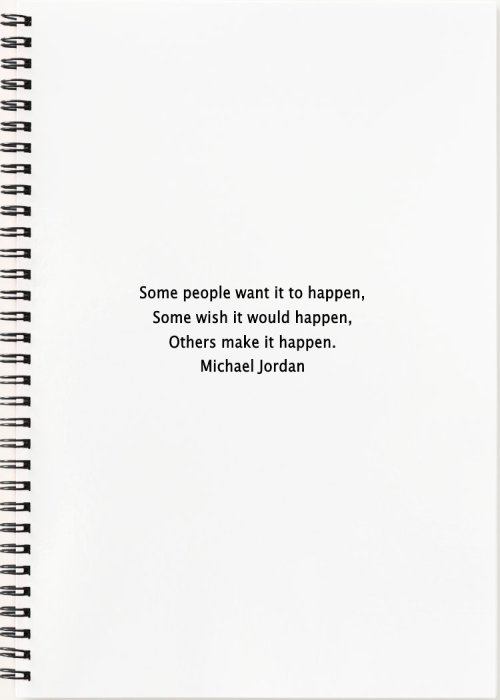 Some people want it to happen,
Some wish it would happen,
Others make it happen.
Michael Jordan